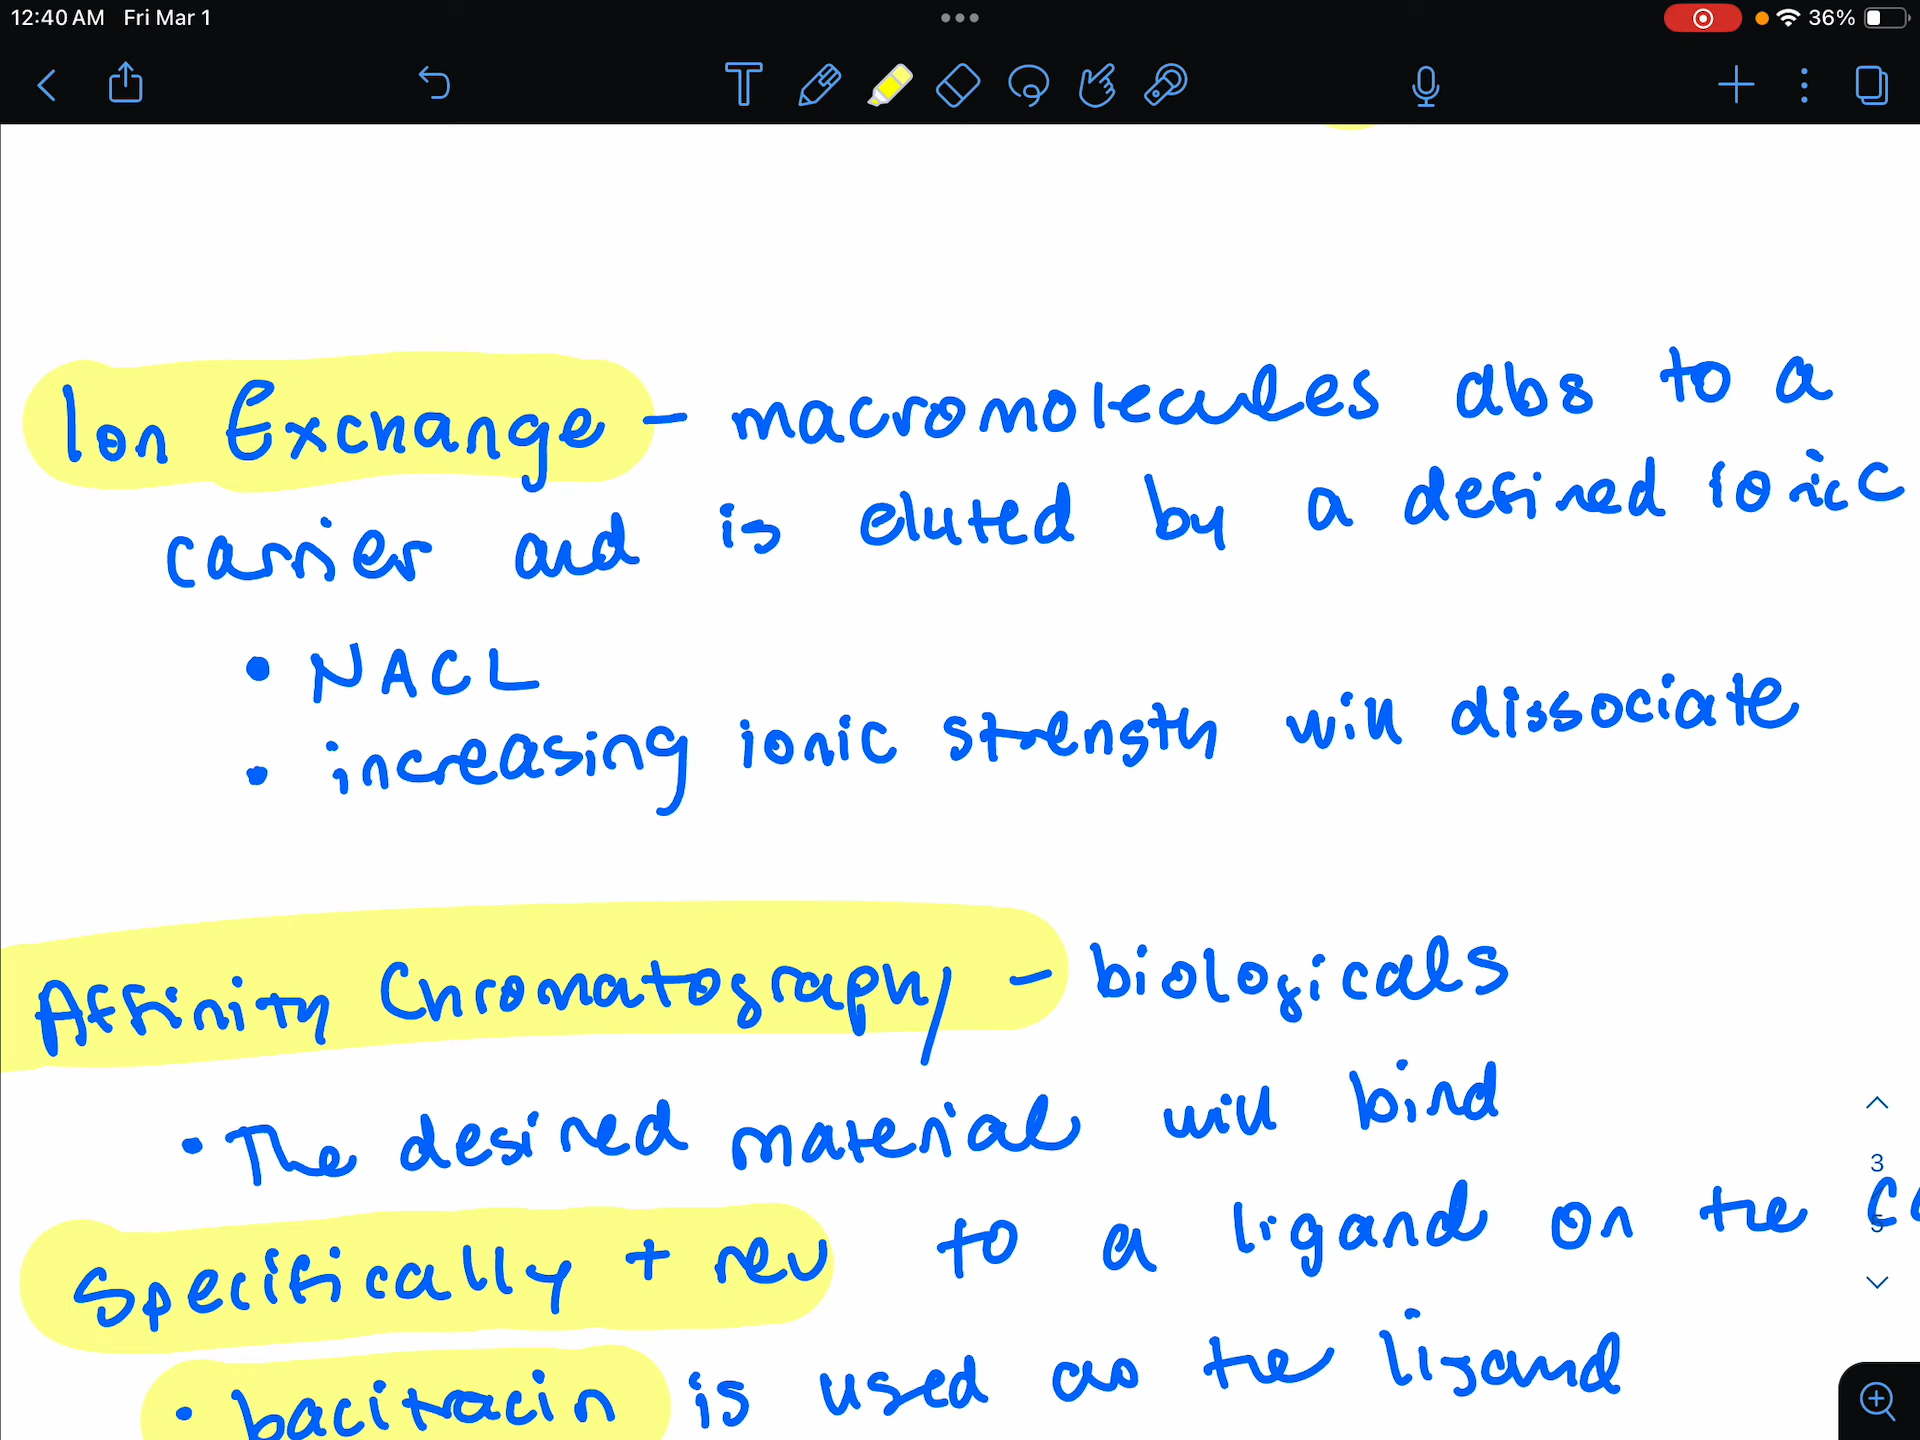 12:40 AM Fri Mar 1
36%
Ion Exchange - macromolecules abs to a
carrier and is eluted by a desired ionic
• NACL
• increasing ionic strength will dissociate
Affinity Chromatography - biologicals
• The desired material will bind
Specifically + rev to a ligand on the
• bacitracin is used as the ligand
3
5